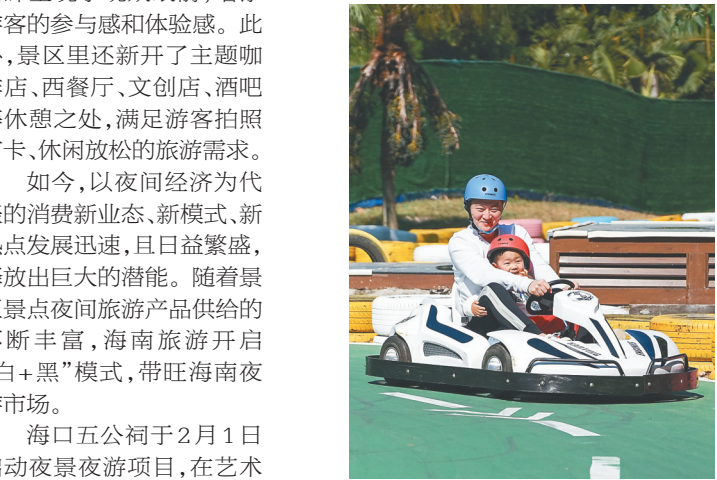 游客的参与感和体验感。此
,景区里还新开了主题咖
店、西餐厅、文创店、酒吧
休憩之处,满足游客拍照
卡、休闲放松的旅游需求。
如今,以夜间经济为代
的消费新业态、新模式、新
点发展迅速,且日益繁盛,
放出巨大的潜能。随着景
景点夜间旅游产品供给的
断丰富,海南旅游开启
白+黑”模式,带旺海南夜
市场。
海口五公祠于2月1日
动夜景夜游项目,在艺术